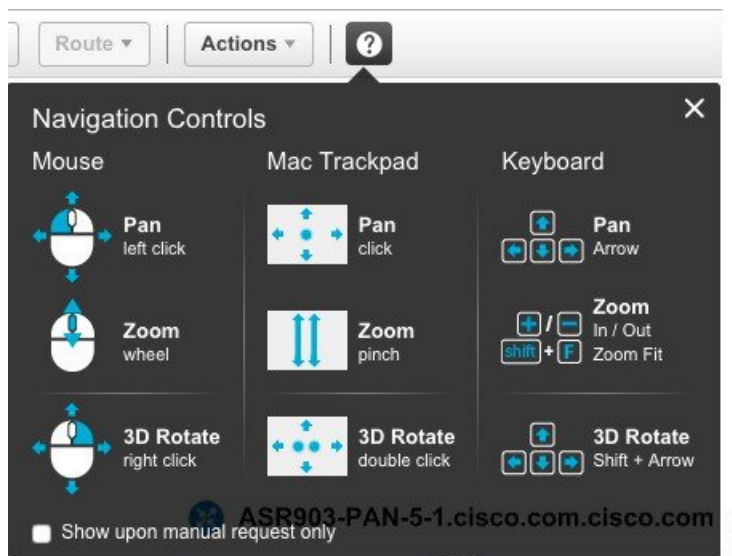 Route
Actions
?
Navigation Controls
Mouse
Mac Trackpad
Keyboard
Pan
left click
Pan
click
Pan
Arrow
Zoom
wheel
Zoom
pinch
+ / −
shift + F
Zoom
In / Out
Zoom Fit
3D Rotate
right click
3D Rotate
double click
3D Rotate
Shift + Arrow
ASR903-PAN-5-1.cisco.com.cisco.com
Show upon manual request only